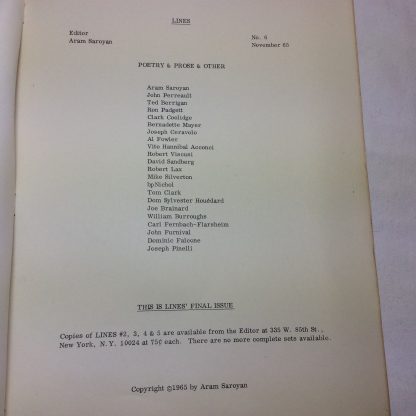 LINES
Editor
Aram Saroyan
No. 6
November 65
POETRY & PROSE & OTHER
Aram Saroyan
John Perreault
Ted Berrigan
Ron Padgett
Clark Coolidge
Bernadette Mayer
Joseph Ceravolo
Al Fowler
Vito Hannibal Acconci
Robert Viscusi
David Sandberg
Robert Lax
Mike Silverton
bpNichol
Tom Clark
Dom Sylvester Houédard
Joe Brainard
William Burroughs
Carl Fernbach-Flarsheim
John Furnival
Dominic Falcone
Joseph Pinelli
THIS IS LINES' FINAL ISSUE
Copies of LINES #2, 3, 4 & 5 are available from the Editor at 335 W. 85th St.,
New York, N.Y. 10024 at 75¢ each. There are no more complete sets available.
Copyright ©1965 by Aram Saroyan